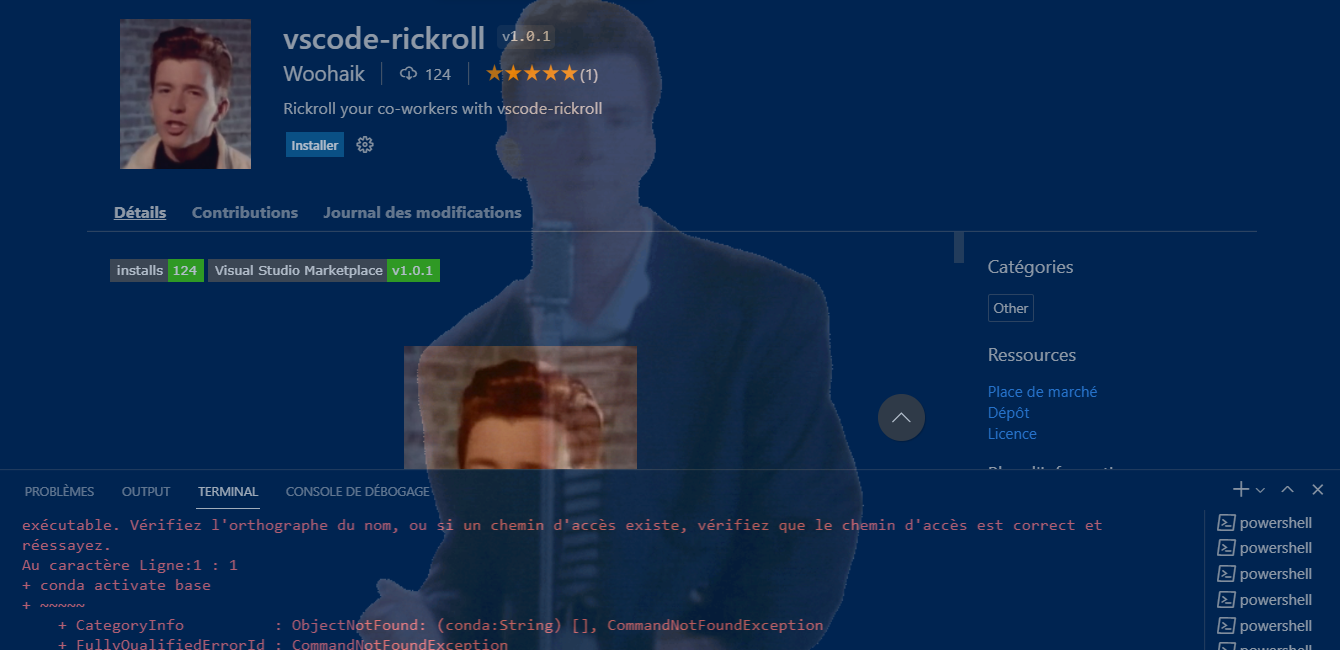 vscode-rickroll v1.0.1
Woohaik 124 (1)
Rickroll your co-workers with vscode-rickroll
Installer
Détails Contributions Journal des modifications
installs 124 Visual Studio Marketplace v1.0.1
Catégories
Other
Ressources
Place de marché
Dépôt
Licence
PROBLÈMES OUTPUT TERMINAL CONSOLE DE DÉBOGAGE
exécutable. Vérifiez l'orthographe du nom, ou si un chemin d'accès existe, vérifiez que le chemin d'accès est correct et
réessayez.
Au caractère Ligne:1 : 1
+ conda activate base
+ ~~~~~
+ CategoryInfo : ObjectNotFound: (conda:String) [], CommandNotFoundException
+ FullyQualifiedErrorId : CommandNotFoundException
powershell
powershell
powershell
powershell
powershell
powershell